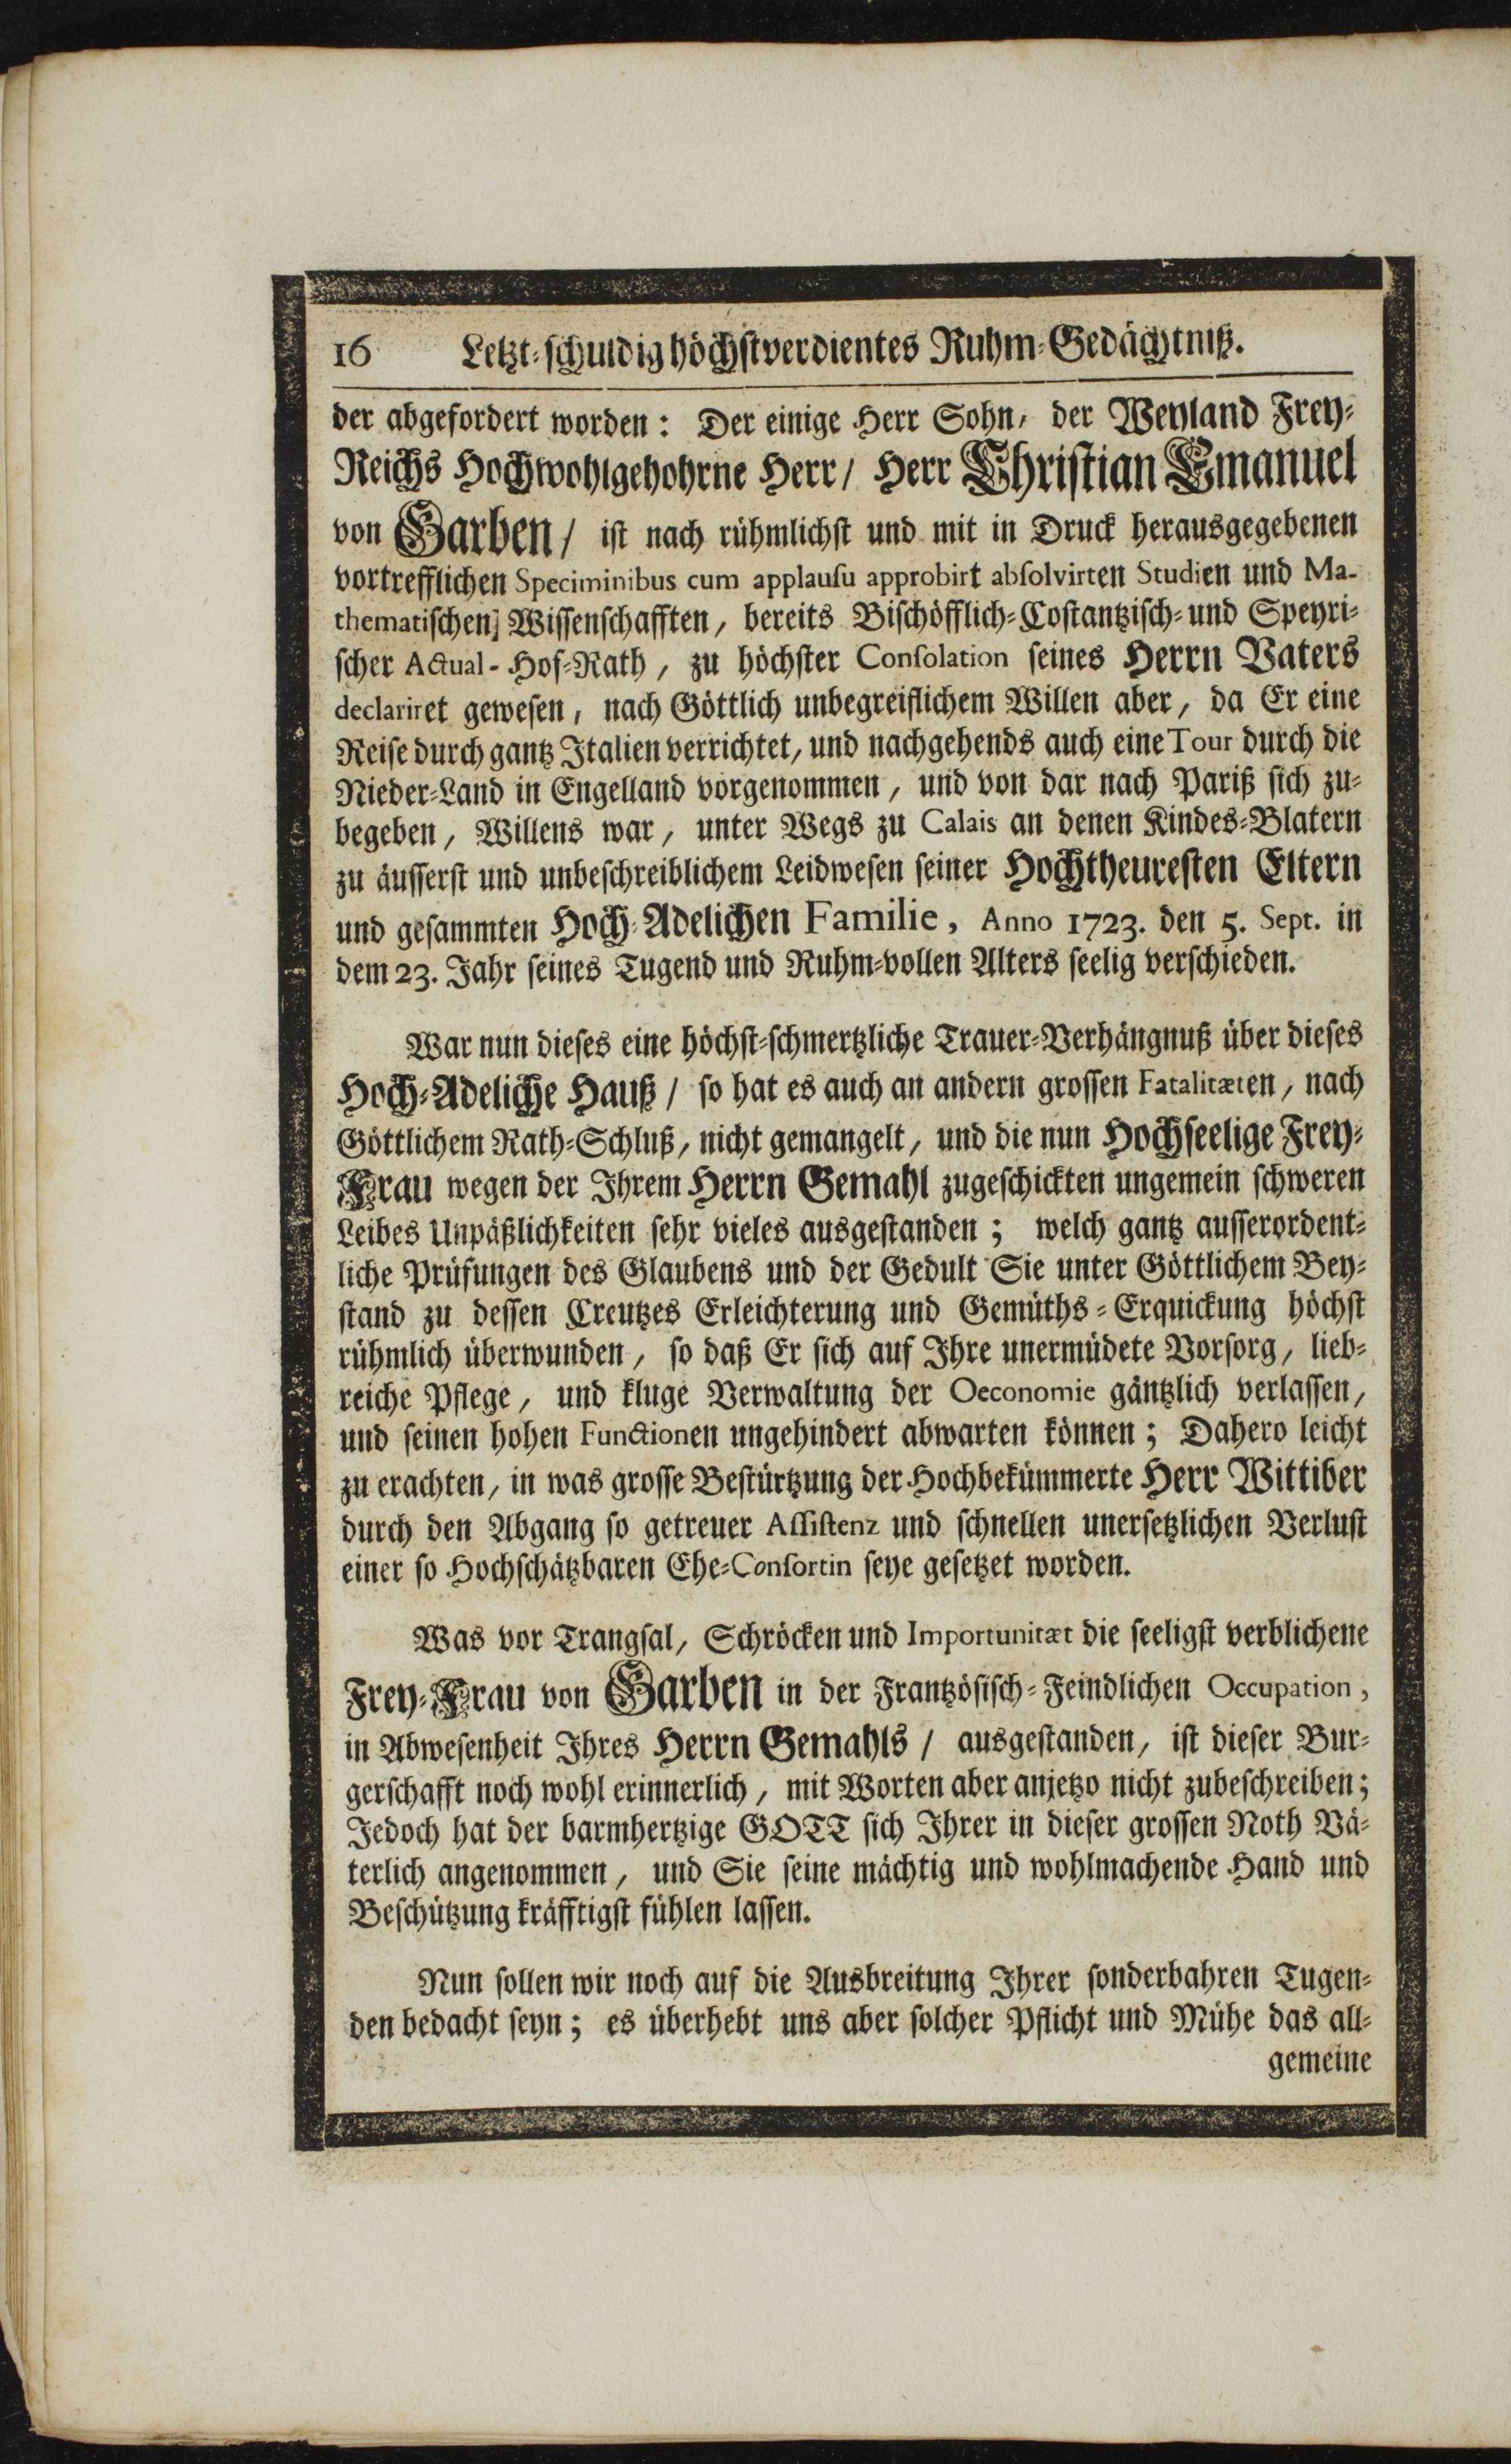 16 Letzt-schuldig höchstverdientes Ruhm-Gedächtniß.
der abgefordert worden: Der einige Herr Sohn, der Weyland Frey-
Reichs Hochwohlgebohrne Herr / Herr Christian Emanuel
von Garben / ist nach rühmlichst und mit in Druck herausgegebenen
vortrefflichen Speciminibus cum applauſu approbirt abſolvirten Studien und Ma-
thematischen] Wissenschafften, bereits Bischöfflich-Costantzisch- und Speyri-
scher Actual-Hof-Rath, zu höchster Conſolation seines Herrn Vaters
declariret gewesen, nach Göttlich unbegreiflichem Willen aber, da Er eine
Reise durch gantz Italien verrichtet, und nachgehends auch eine Tour durch die
Nieder-Land in Engelland vorgenommen, und von dar nach Pariß sich zu-
begeben, Willens war, unter Wegs zu Calais an denen Kindes-Blatern
zu äusserst und unbeschreiblichem Leidwesen seiner Hochtheuresten Eltern
und gesammten Hoch-Adelichen Familie, Anno 1723. den 5. Sept. in
dem 23. Jahr seines Tugend und Ruhm-vollen Alters seelig verschieden.
War nun dieses eine höchst-schmertzliche Trauer-Verhängnuß über dieses
Hoch-Adeliche Hauß / so hat es auch an andern grossen Fatalitæten, nach
Göttlichem Rath-Schluß, nicht gemangelt, und die nun Hochseelige Frey-
Frau wegen der Ihrem Herrn Gemahl zugeschickten ungemein schweren
Leibes Unpäßlichkeiten sehr vieles ausgestanden; welch gantz ausserordent-
liche Prüfungen des Glaubens und der Gedult Sie unter Göttlichem Bey-
stand zu dessen Creutzes Erleichterung und Gemüths-Erquickung höchst
rühmlich überwunden, so daß Er sich auf Ihre unermüdete Vorsorg, lieb-
reiche Pflege, und kluge Verwaltung der Oeconomie gäntzlich verlassen,
und seinen hohen Functionen ungehindert abwarten können; Dahero leicht
zu erachten, in was grosse Bestürtzung der Hochbekümmerte Herr Wittiber
durch den Abgang so getreuer Aſſiſtenz und schnellen unersetzlichen Verlust
einer so Hochschätzbaren Ehe-Conſortin seye gesetzet worden.
Was vor Trangsal, Schröcken und Importunitæt die seeligst verblichene
Frey-Frau von Garben in der Frantzösisch-Feindlichen Occupation,
in Abwesenheit Ihres Herrn Gemahls / ausgestanden, ist dieser Bur-
gerschafft noch wohl erinnerlich, mit Worten aber anjetzo nicht zubeschreiben;
Jedoch hat der barmhertzige GOTT sich Ihrer in dieser grossen Noth Vä-
terlich angenommen, und Sie seine mächtig und wohlmachende Hand und
Beschützung kräfftigst fühlen lassen.
Nun sollen wir noch auf die Ausbreitung Ihrer sonderbahren Tugen-
den bedacht seyn; es überhebt uns aber solcher Pflicht und Mühe das all-
gemeine